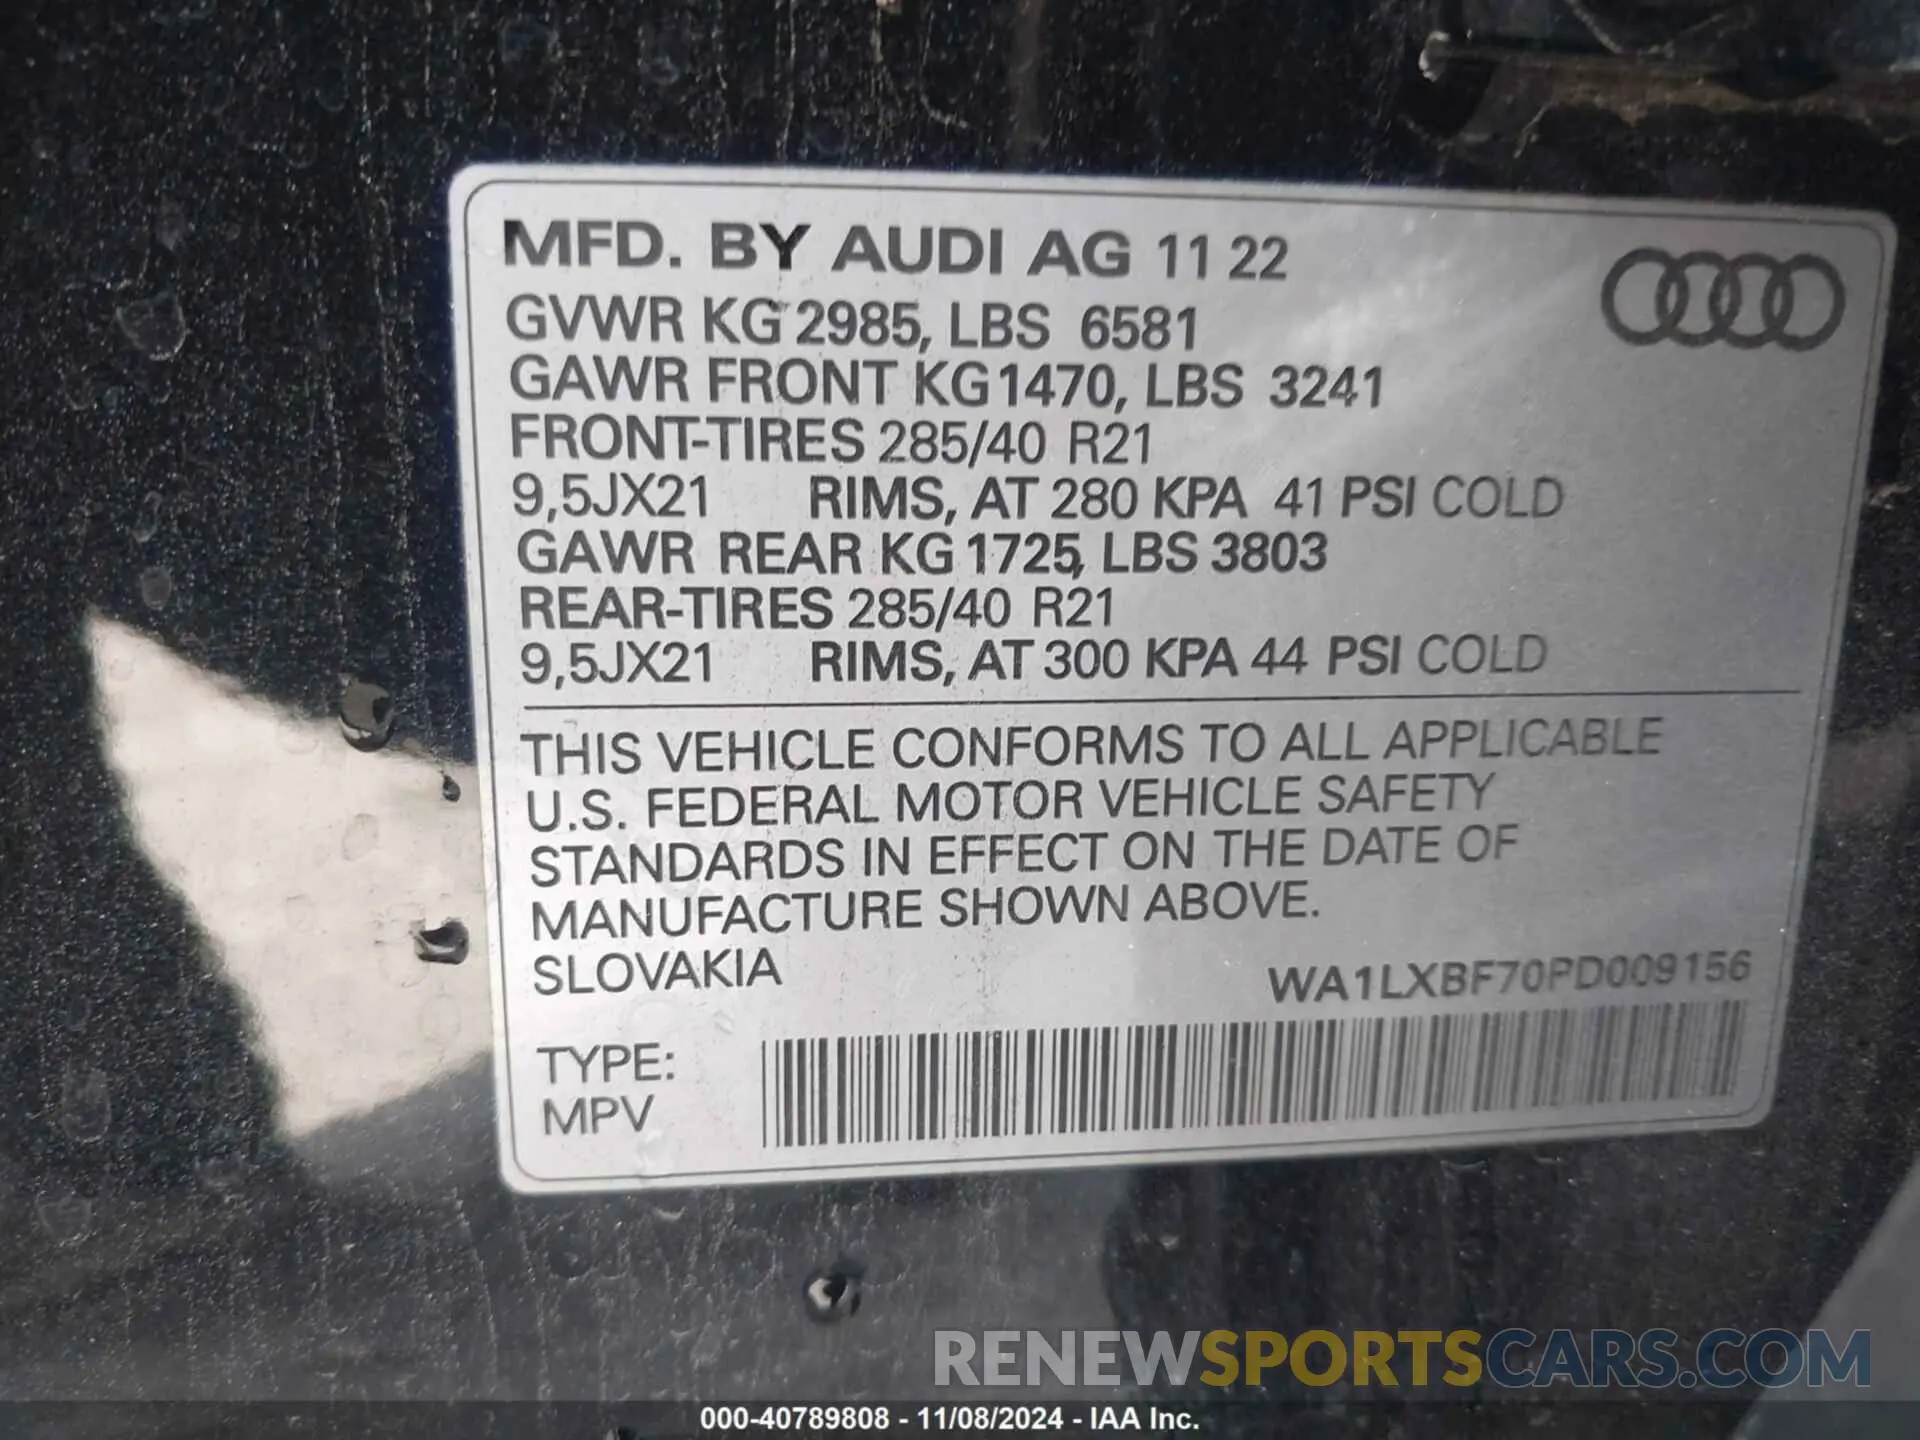 MFD. BY AUDI AG 11 22
GVWR KG 2985, LBS 6581
GAWR FRONT KG 1470, LBS 3241
FRONT-TIRES 285/40 R21
9,5JX21 RIMS, AT 280 KPA 41 PSI COLD
GAWR REAR KG 1725, LBS 3803
REAR-TIRES 285/40 R21
9,5JX21 RIMS, AT 300 KPA 44 PSI COLD
THIS VEHICLE CONFORMS TO ALL APPLICABLE
U.S. FEDERAL MOTOR VEHICLE SAFETY
STANDARDS IN EFFECT ON THE DATE OF
MANUFACTURE SHOWN ABOVE.
SLOVAKIA WA1LXBF70PD009156
TYPE:
MPV
RENEWSPORTSCARS.COM
000-40789808 - 11/08/2024 - IAA Inc.